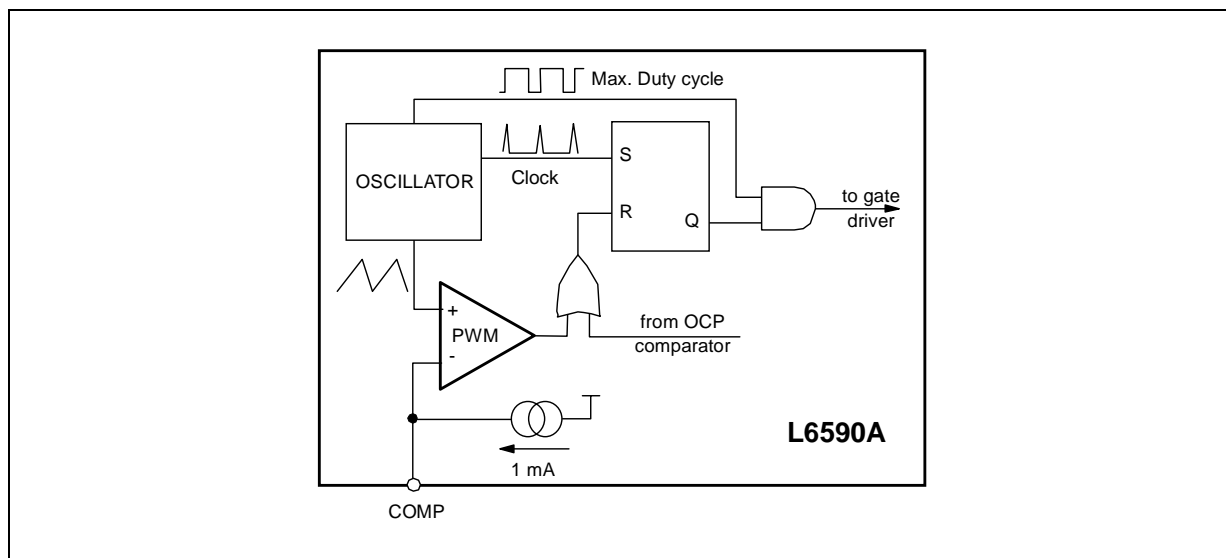 Max. Duty cycle
OSCILLATOR
Clock
S
R
Q
to gate
driver
+
PWM
-
from OCP
comparator
1 mA
L6590A
COMP